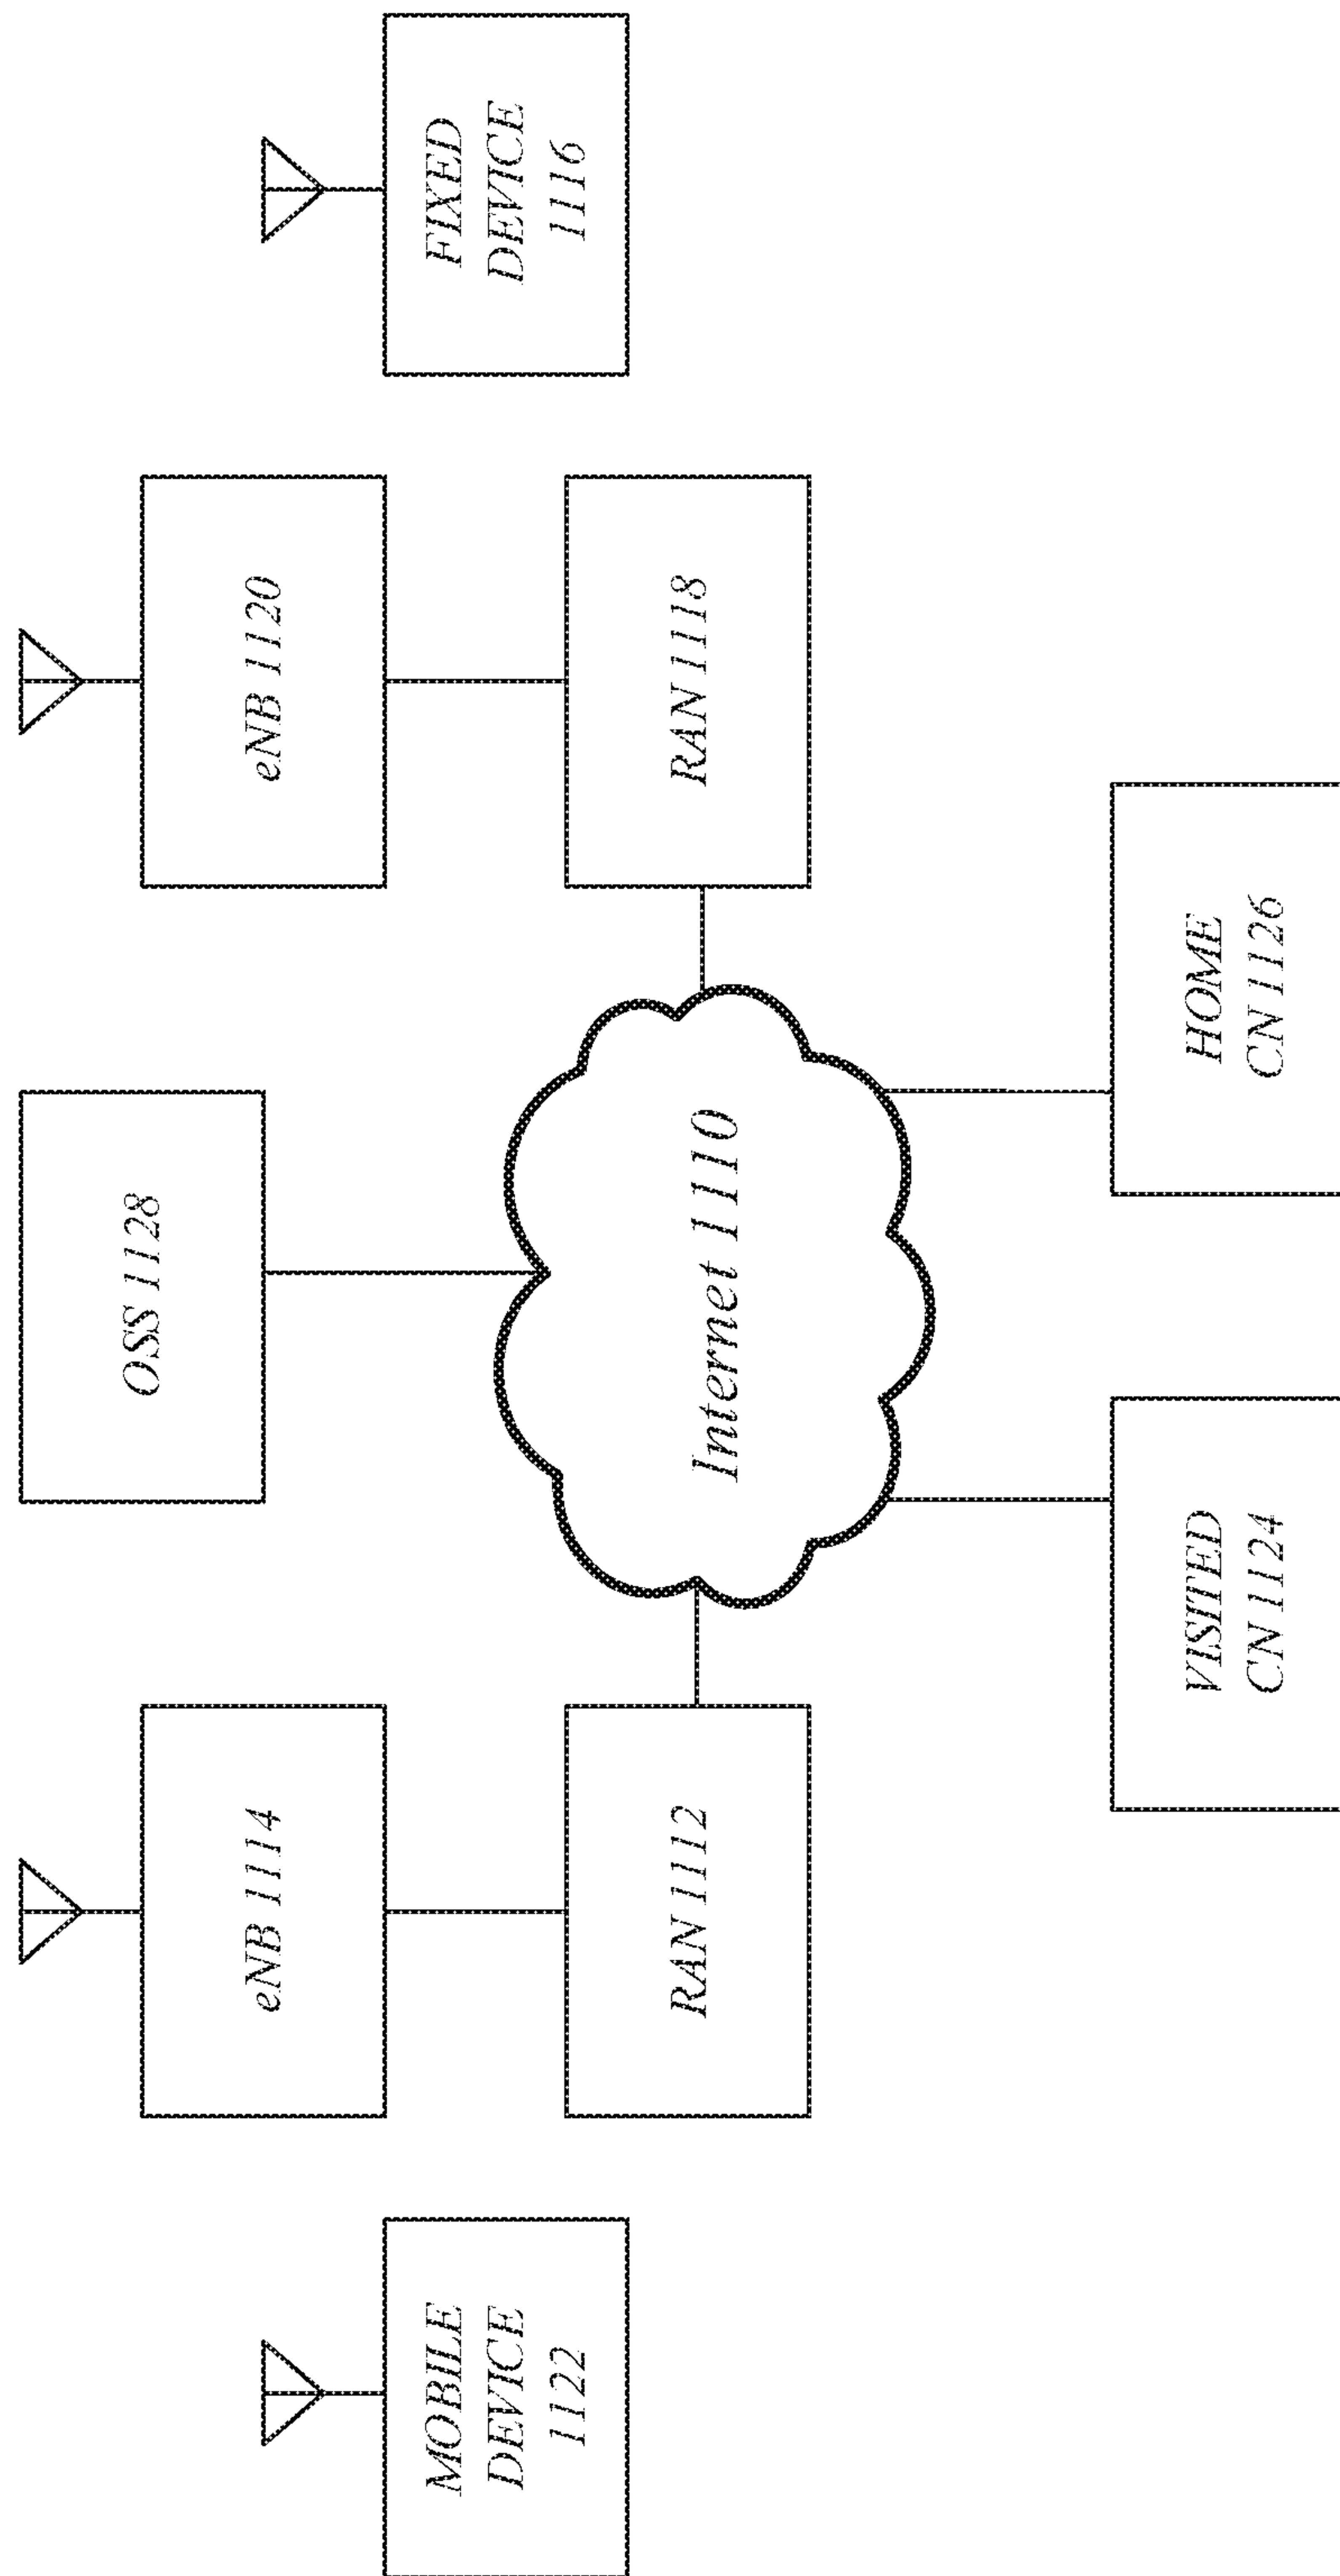 OSS 1128
eNB 1114
eNB 1120
MOBILE
DEVICE
1122
FIXED
DEVICE
1116
RAN 1112
Internet 1110
RAN 1118
VISITED
CN 1124
HOME
CN 1126